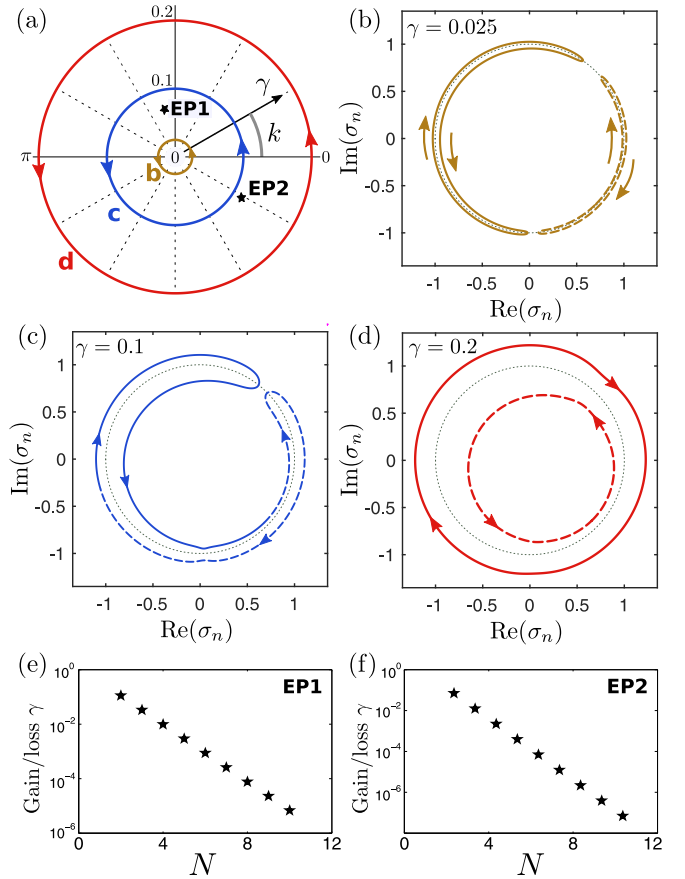 (a)
0.2
0.1
EP1
γ
k
π
0
0
b
EP2
c
d
(b)
γ = 0.025
Im(σn)
1
0.5
0
-0.5
-1
-1 -0.5 0 0.5 1
Re(σn)
(c)
γ = 0.1
Im(σn)
1
0.5
0
-0.5
-1
-1 -0.5 0 0.5 1
Re(σn)
(d)
γ = 0.2
Im(σn)
1
0.5
0
-0.5
-1
-1 -0.5 0 0.5 1
Re(σn)
(e)
EP1
Gain/loss γ
10^0
10^-2
10^-4
10^-6
0 4 8 12
N
(f)
EP2
Gain/loss γ
10^0
10^-2
10^-4
10^-6
0 4 8 12
N